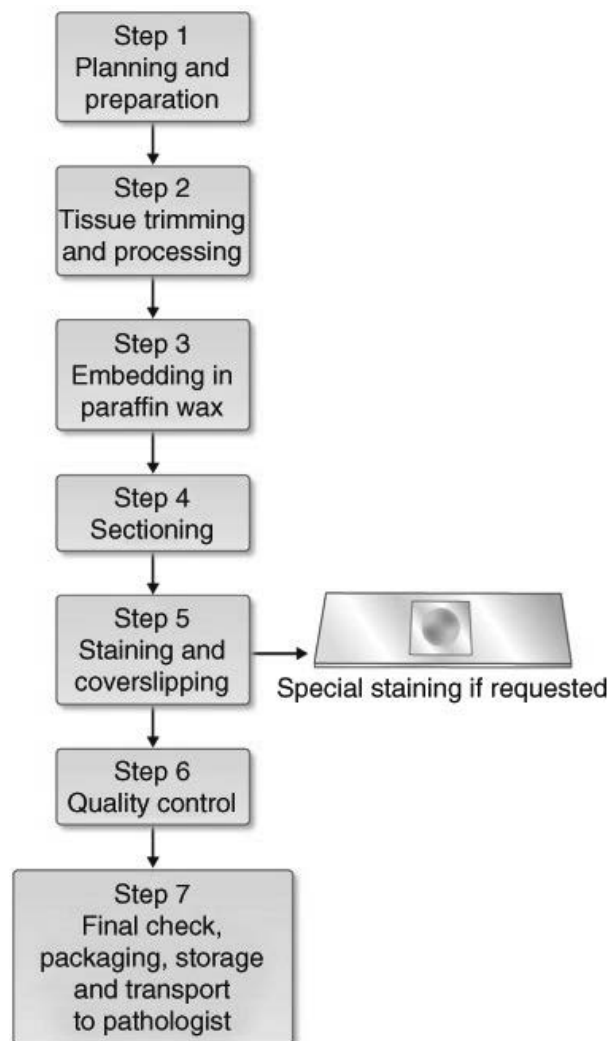 Step 1
Planning and
preparation
Step 2
Tissue trimming
and processing
Step 3
Embedding in
paraffin wax
Step 4
Sectioning
Step 5
Staining and
coverslipping
Special staining if requested
Step 6
Quality control
Step 7
Final check,
packaging, storage
and transport
to pathologist